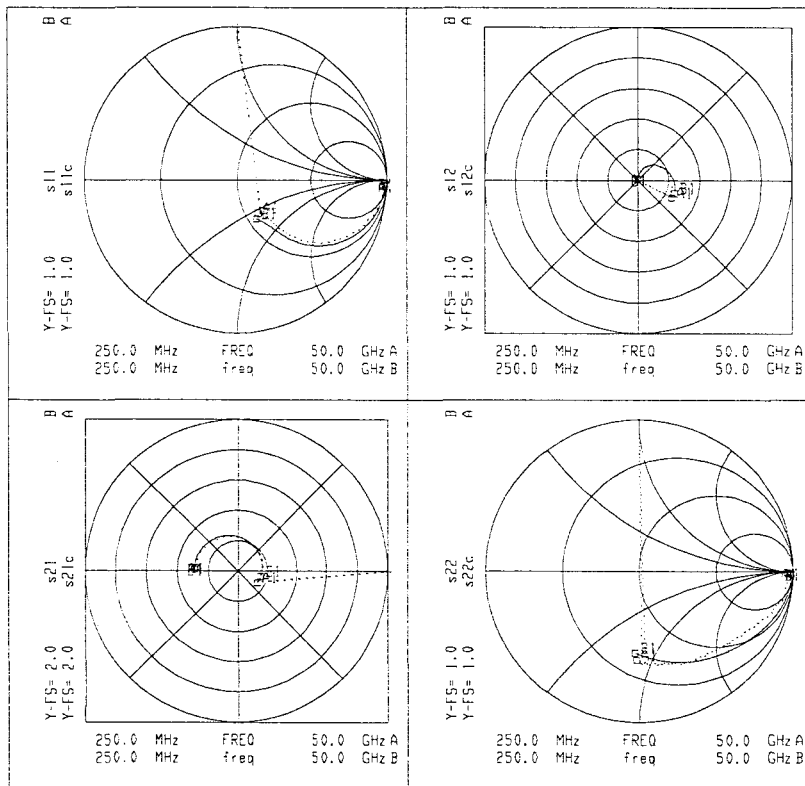 B
A
s11
s11c
Y-FS= 1.0
Y-FS= 1.0
250.0 MHz FREQ 50.0 GHz A
250.0 MHz freq 50.0 GHz B
B
A
s12
s12c
Y-FS= 1.0
Y-FS= 1.0
250.0 MHz FREQ 50.0 GHz A
250.0 MHz freq 50.0 GHz B
B
A
s21
s21c
Y-FS= 2.0
Y-FS= 2.0
250.0 MHz FREQ 50.0 GHz A
250.0 MHz freq 50.0 GHz B
B
A
s22
s22c
Y-FS= 1.0
Y-FS= 1.0
250.0 MHz FREQ 50.0 GHz A
250.0 MHz freq 50.0 GHz B